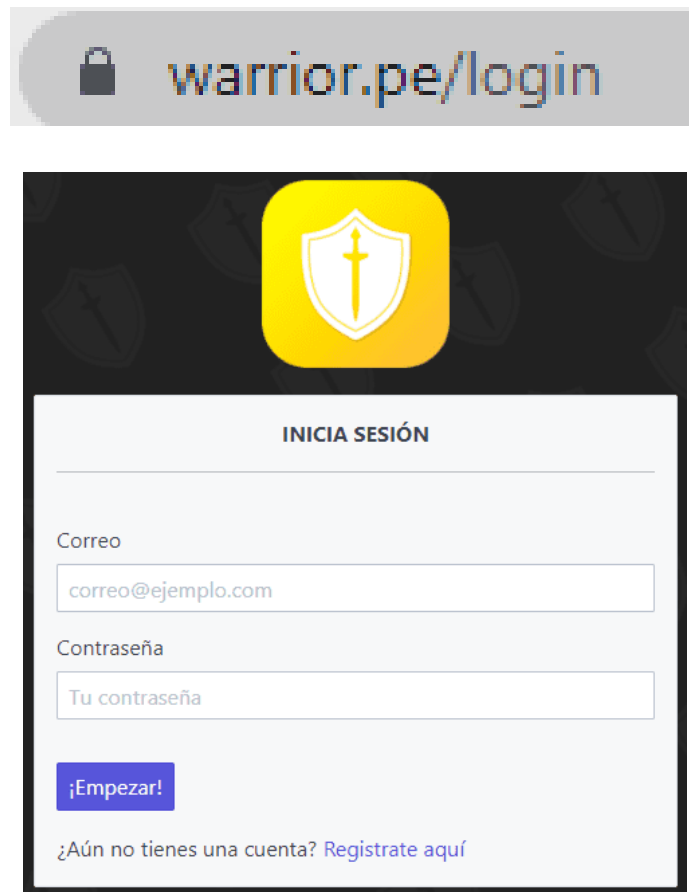 warrior.pe/login
INICIA SESIÓN
Correo
correo@ejemplo.com
Contraseña
Tu contraseña
¡Empezar!
¿Aún no tienes una cuenta? Registrate aquí